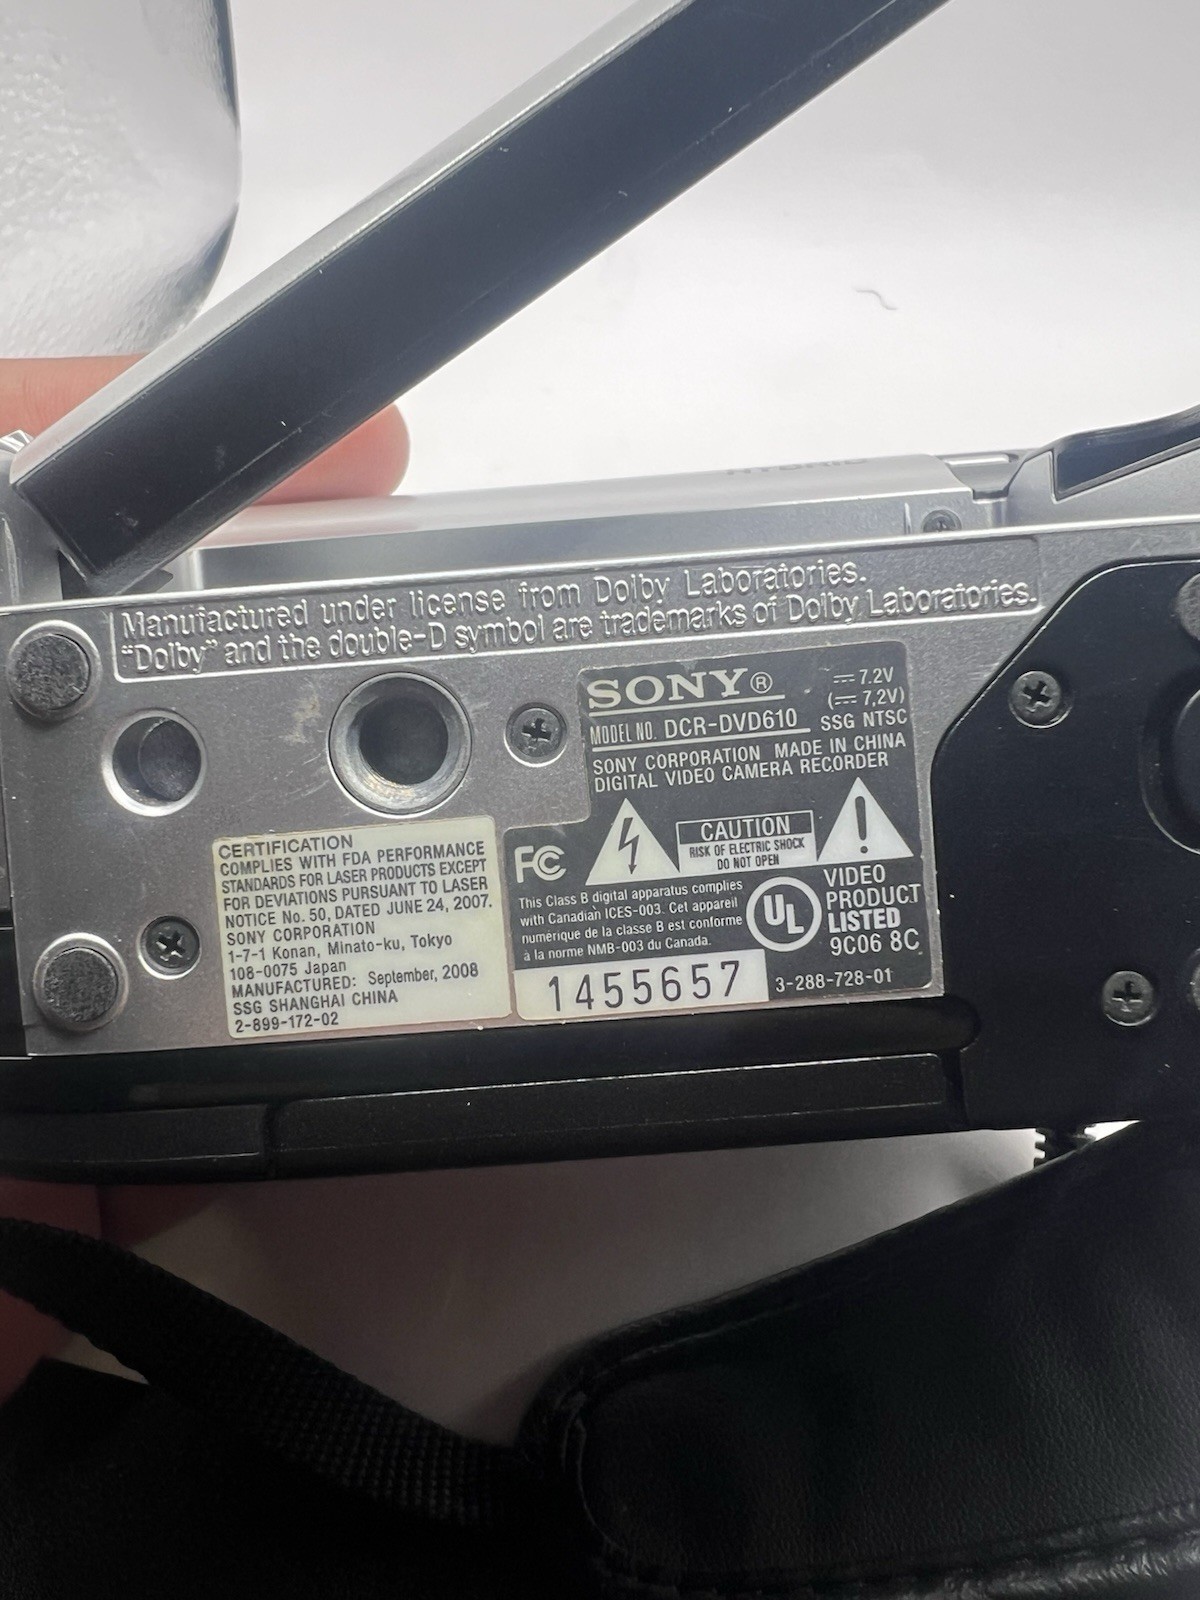 HYBRID
Manufactured under license from Dolby Laboratories.
"Dolby" and the double-D symbol are trademarks of Dolby Laboratories.
SONY®
⎓ 7.2V
(⎓ 7,2V)
MODEL NO. DCR-DVD610 SSG NTSC
SONY CORPORATION MADE IN CHINA
DIGITAL VIDEO CAMERA RECORDER
FC
CAUTION
RISK OF ELECTRIC SHOCK
DO NOT OPEN
!
This Class B digital apparatus complies
with Canadian ICES-003. Cet appareil
numérique de la classe B est conforme
à la norme NMB-003 du Canada.
UL
VIDEO
PRODUCT
LISTED
9C06 8C
1455657
3-288-728-01
CERTIFICATION
COMPLIES WITH FDA PERFORMANCE
STANDARDS FOR LASER PRODUCTS EXCEPT
FOR DEVIATIONS PURSUANT TO LASER
NOTICE No. 50, DATED JUNE 24, 2007.
SONY CORPORATION
1-7-1 Konan, Minato-ku, Tokyo
108-0075 Japan
MANUFACTURED: September, 2008
SSG SHANGHAI CHINA
2-899-172-02